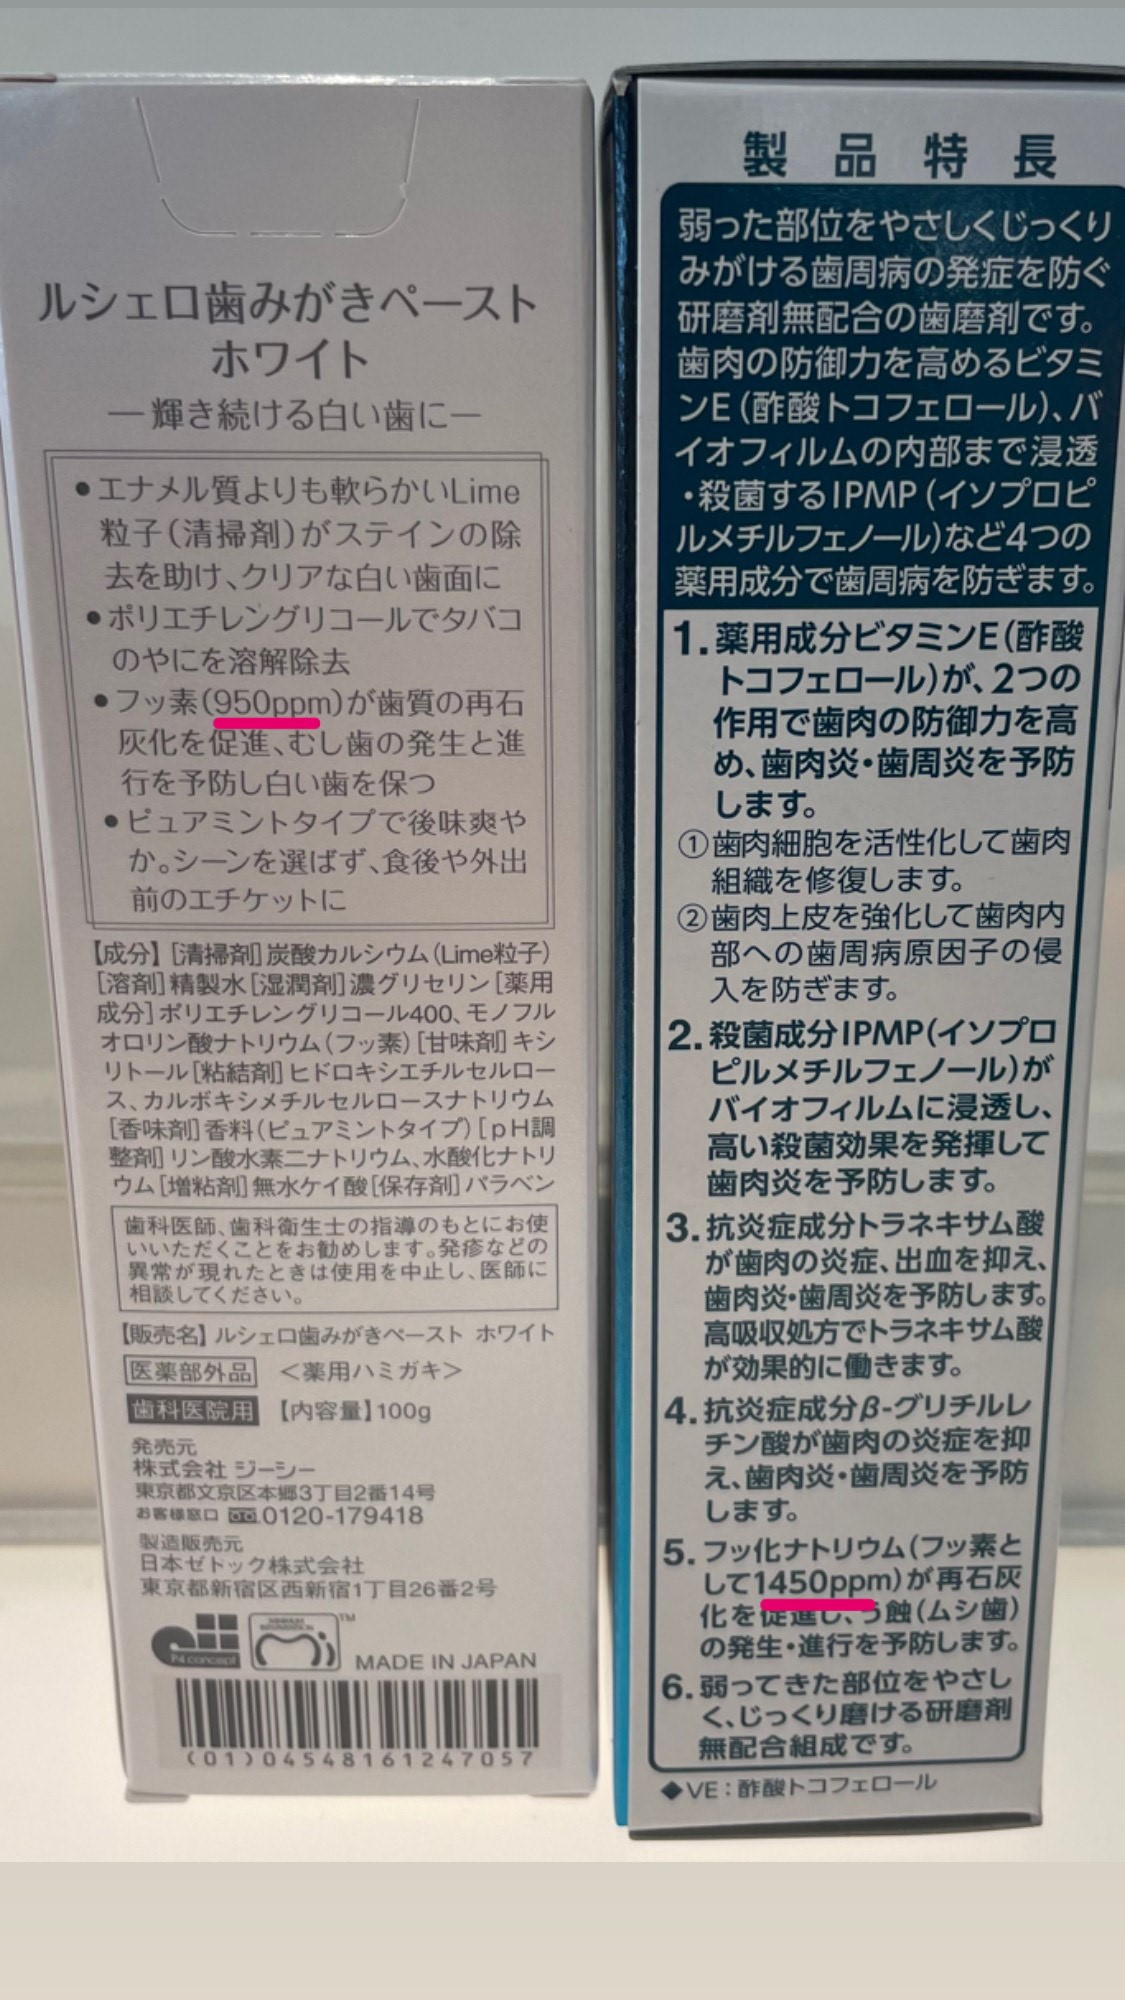 ルシェロ歯みがきペースト
ホワイト
―輝き続ける白い歯に―
●エナメル質よりも軟らかいLime
粒子(清掃剤)がステインの除
去を助け、クリアな白い歯面に
●ポリエチレングリコールでタバコ
のやにを溶解除去
●フッ素(950ppm)が歯質の再石
灰化を促進、むし歯の発生と進
行を予防し白い歯を保つ
●ピュアミントタイプで後味爽や
か。シーンを選ばず、食後や外出
前のエチケットに
【成分】[清掃剤]炭酸カルシウム(Lime粒子)
[溶剤]精製水[湿潤剤]濃グリセリン[薬用
成分]ポリエチレングリコール400、モノフル
オロリン酸ナトリウム(フッ素)[甘味剤]キシ
リトール[粘結剤]ヒドロキシエチルセルロー
ス、カルボキシメチルセルロースナトリウム
[香味剤]香料(ピュアミントタイプ)[pH調
整剤]リン酸水素二ナトリウム、水酸化ナトリ
ウム[増粘剤]無水ケイ酸[保存剤]パラベン
歯科医師、歯科衛生士の指導のもとにお使
いいただくことをお勧めします。発疹などの
異常が現れたときは使用を中止し、医師に
相談してください。
【販売名】ルシェロ歯みがきペースト ホワイト
医薬部外品 <薬用ハミガキ>
歯科医院用 【内容量】100g
発売元
株式会社 ジーシー
東京都文京区本郷3丁目2番14号
お客様窓口 0120-179418
製造販売元
日本ゼトック株式会社
東京都新宿区西新宿1丁目26番2号
P4 concept MINIMUM INTERVENTION Mi ™ MADE IN JAPAN
(01)04548161247057
製品特長
弱った部位をやさしくじっくり
みがける歯周病の発症を防ぐ
研磨剤無配合の歯磨剤です。
歯肉の防御力を高めるビタミ
ンE(酢酸トコフェロール)、バ
イオフィルムの内部まで浸透
・殺菌するIPMP(イソプロピ
ルメチルフェノール)など4つの
薬用成分で歯周病を防ぎます。
1.薬用成分ビタミンE(酢酸
トコフェロール)が、2つの
作用で歯肉の防御力を高
め、歯肉炎・歯周炎を予防
します。
①歯肉細胞を活性化して歯肉
組織を修復します。
②歯肉上皮を強化して歯肉内
部への歯周病原因子の侵
入を防ぎます。
2.殺菌成分IPMP(イソプロ
ピルメチルフェノール)が
バイオフィルムに浸透し、
高い殺菌効果を発揮して
歯肉炎を予防します。
3.抗炎症成分トラネキサム酸
が歯肉の炎症、出血を抑え、
歯肉炎・歯周炎を予防します。
高吸収処方でトラネキサム酸
が効果的に働きます。
4.抗炎症成分β-グリチルレ
チン酸が歯肉の炎症を抑
え、歯肉炎・歯周炎を予防
します。
5.フッ化ナトリウム(フッ素と
して1450ppm)が再石灰
化を促進し、う蝕(ムシ歯)
の発生・進行を予防します。
6.弱ってきた部位をやさし
く、じっくり磨ける研磨剤
無配合組成です。
◆VE:酢酸トコフェロール